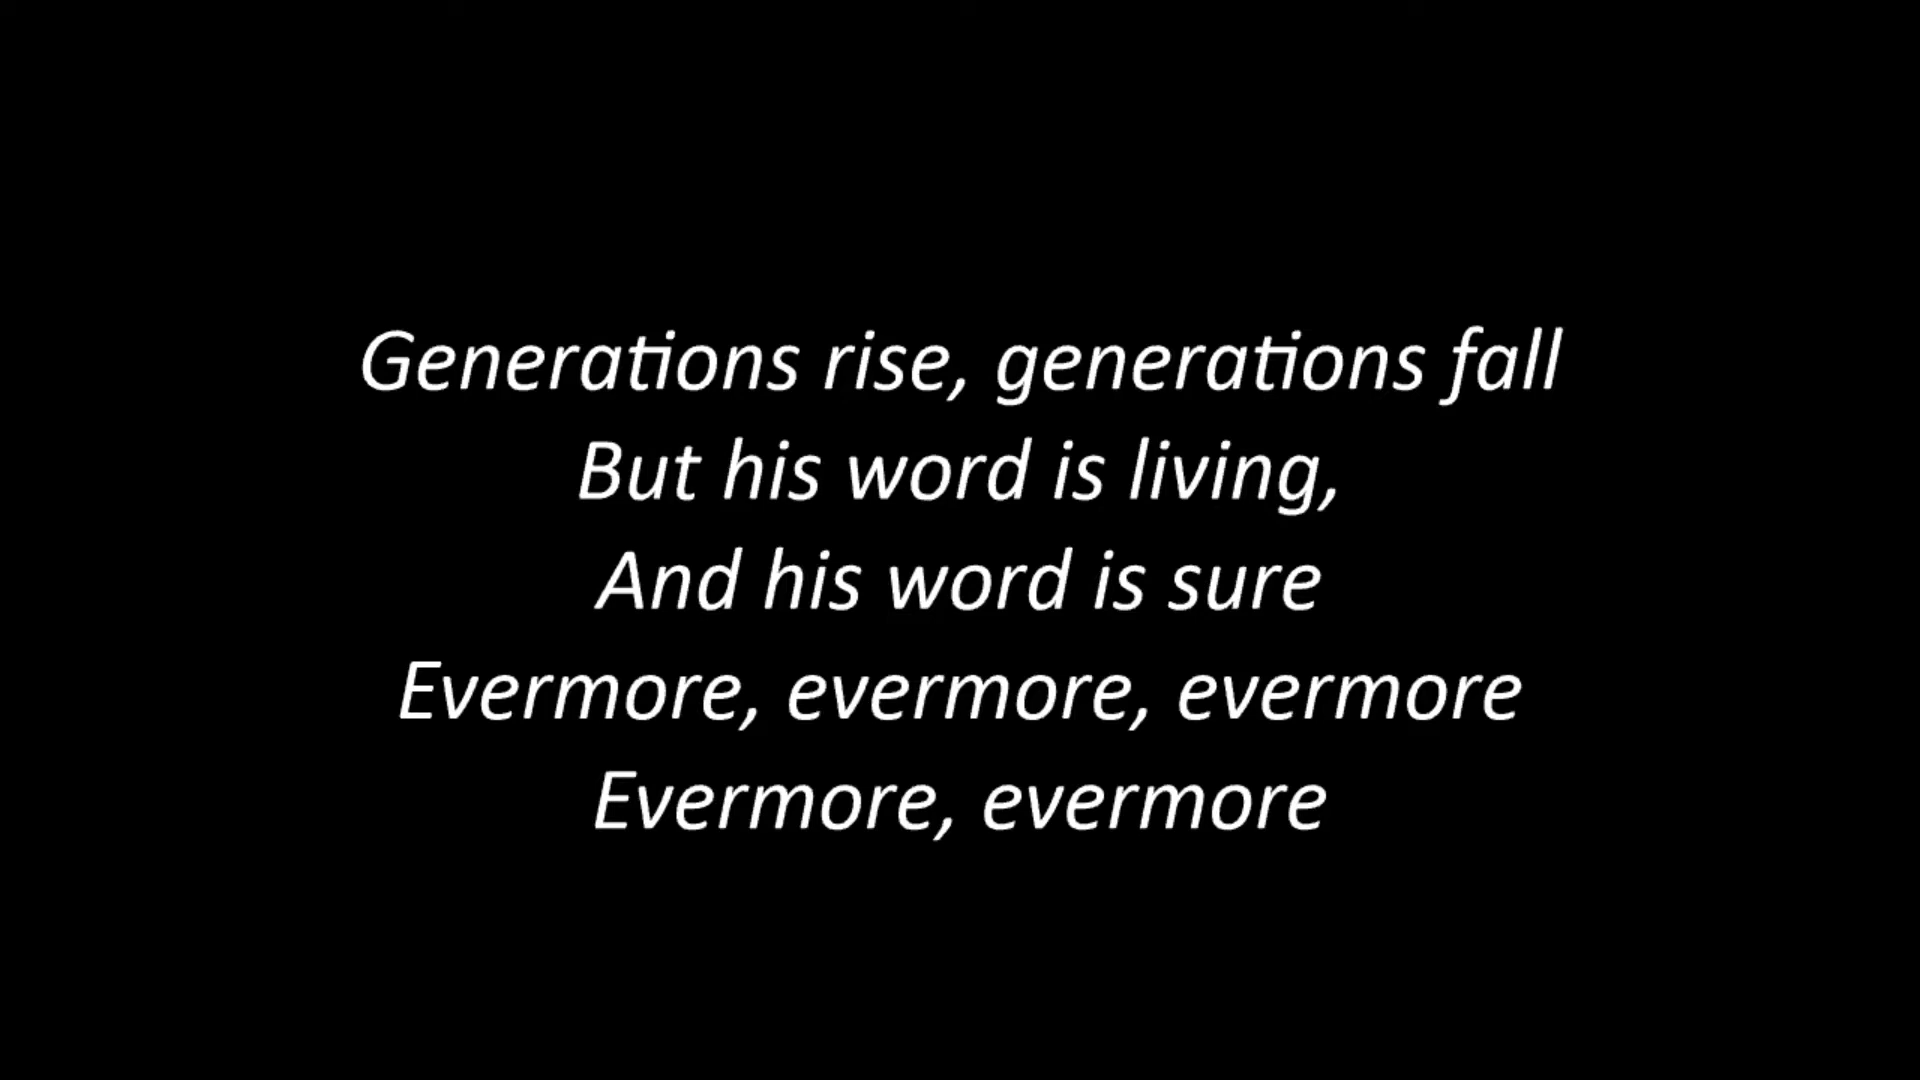 Generations rise, generations fall
But his word is living,
And his word is sure
Evermore, evermore, evermore
Evermore, evermore